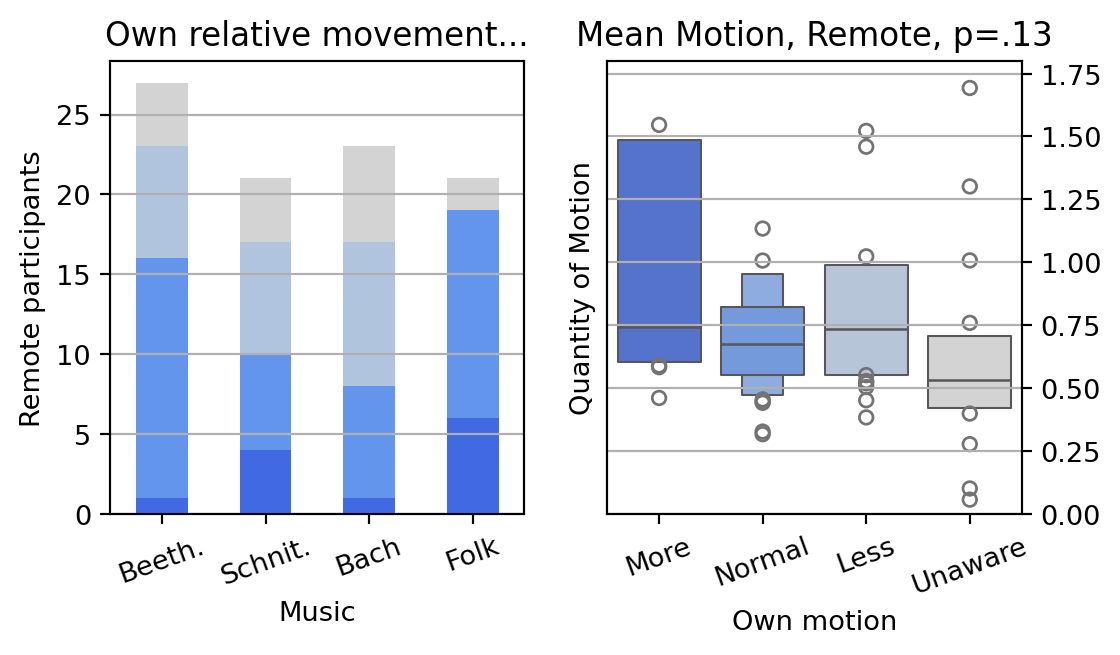 Own relative movement...
Remote participants
25
20
15
10
5
0
Beeth.
Schnit.
Bach
Folk
Music
Mean Motion, Remote, p=.13
Quantity of Motion
1.75
1.50
1.25
1.00
0.75
0.50
0.25
0.00
More
Normal
Less
Unaware
Own motion